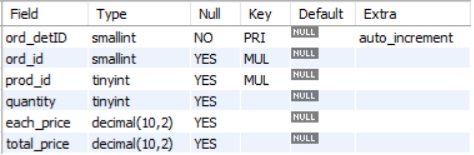 Field Type Null Key Default Extra
ord_detID smallint NO PRI NULL auto_increment
ord_id smallint YES MUL NULL
prod_id tinyint YES MUL NULL
quantity tinyint YES NULL
each_price decimal(10,2) YES NULL
total_price decimal(10,2) YES NULL